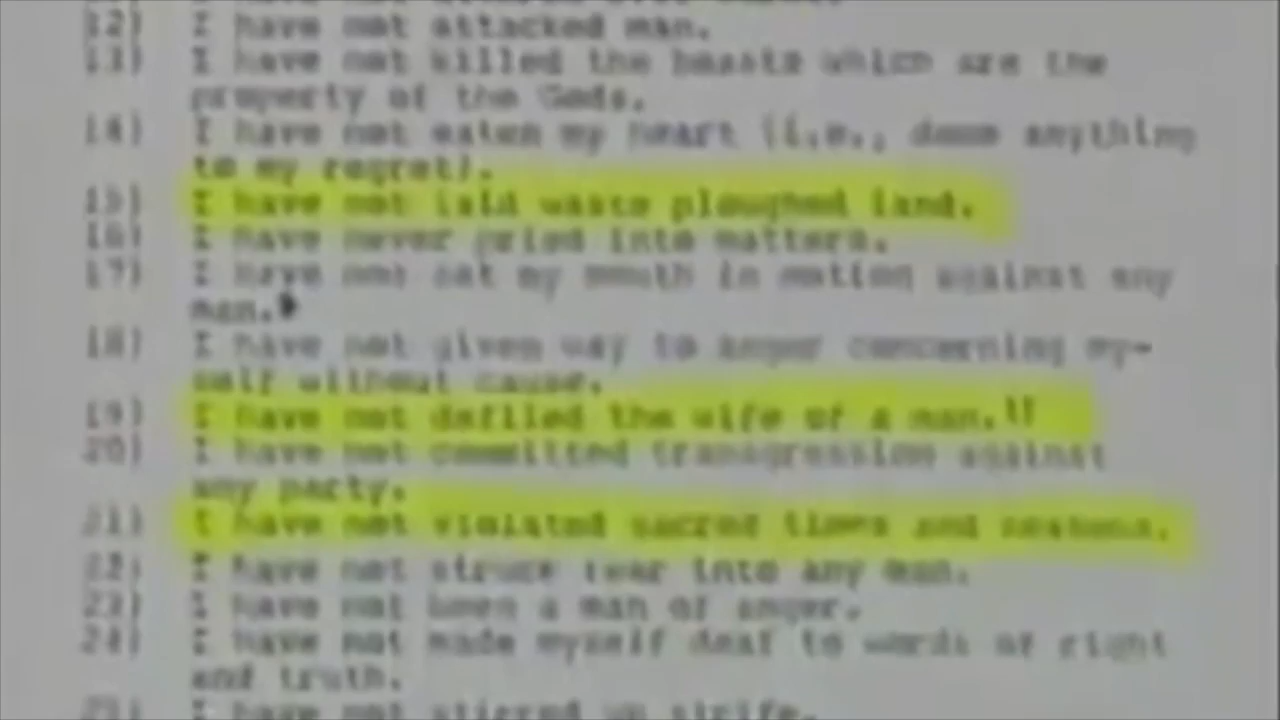 12) I have not attacked man.
13) I have not killed the beasts which are the
property of the Gods.
14) I have not eaten my heart (i.e., done anything
to my regret).
15) I have not laid waste ploughed land.
16) I have never pried into matters.
17) I have not set my mouth in motion against any
man.
18) I have not given way to anger concerning my-
self without cause.
19) I have not defiled the wife of a man.
20) I have not committed transgression against
any party.
21) I have not violated sacred times and seasons.
22) I have not struck fear into any man.
23) I have not been a man of anger.
24) I have not made myself deaf to words of right
and truth.
25) I have not stirred up strife.